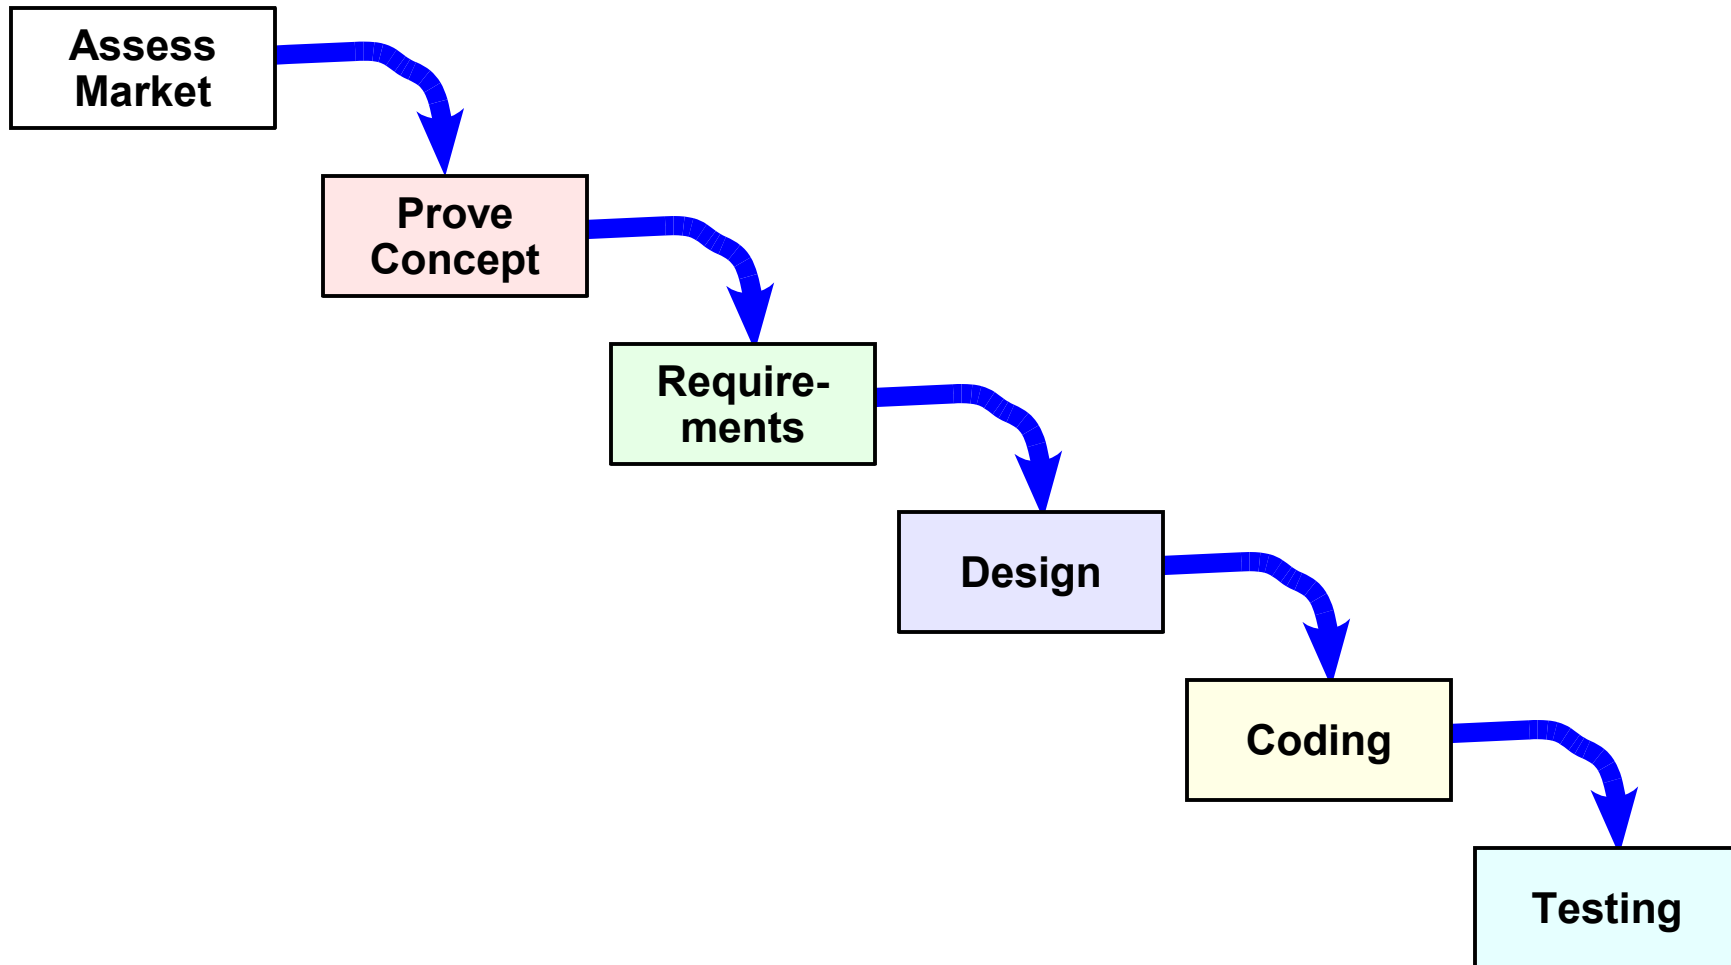 Assess
Market
Prove
Concept
Require-
ments
Design
Coding
Testing